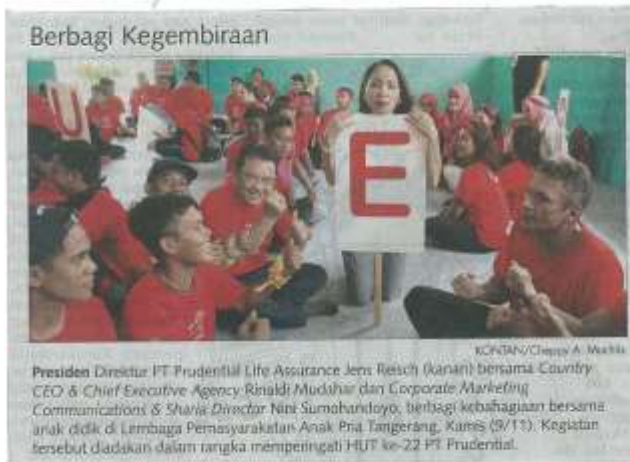 Berbagi Kegembiraan
U
E
KONTAN/Cheppy A. Muchlis
Presiden Direktur PT Prudential Life Assurance Jens Reisch (kanan) bersama Country
CEO & Chief Executive Agency Rinaldi Mudahar dan Corporate Marketing
Communications & Sharia Director Nini Sumohandoyo, berbagi kebahagiaan bersama
anak didik di Lembaga Pemasyarakatan Anak Pria Tangerang, Kamis (9/11). Kegiatan
tersebut diadakan dalam rangka memperingati HUT ke-22 PT Prudential.